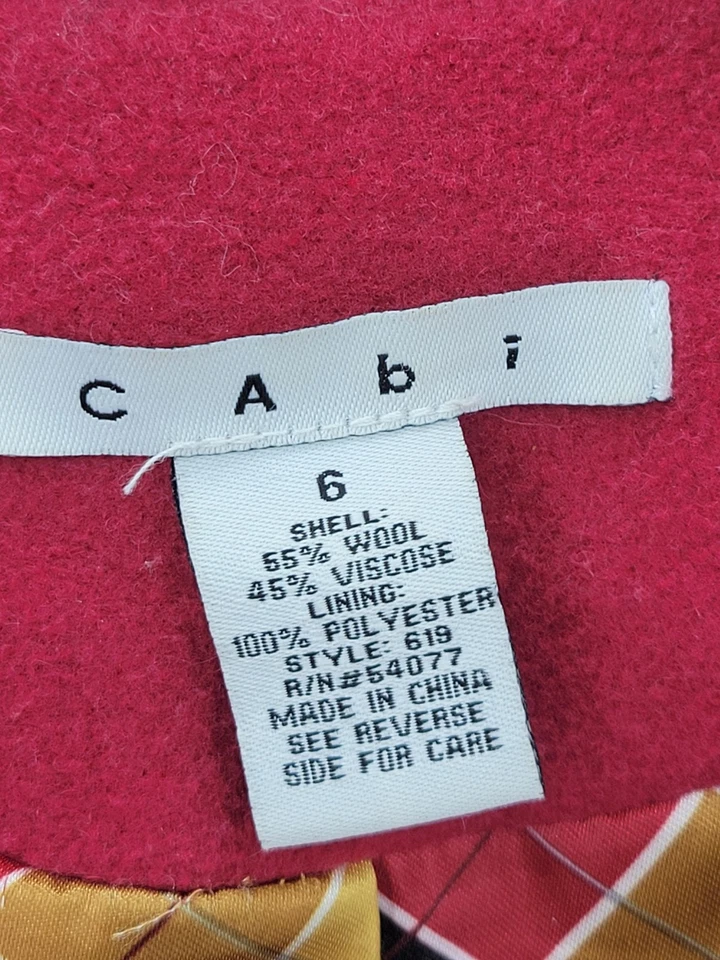 CAbi
6
SHELL:
55% WOOL
45% VISCOSE
LINING:
100% POLYESTER
STYLE: 619
R/N#54077
MADE IN CHINA
SEE REVERSE
SIDE FOR CARE